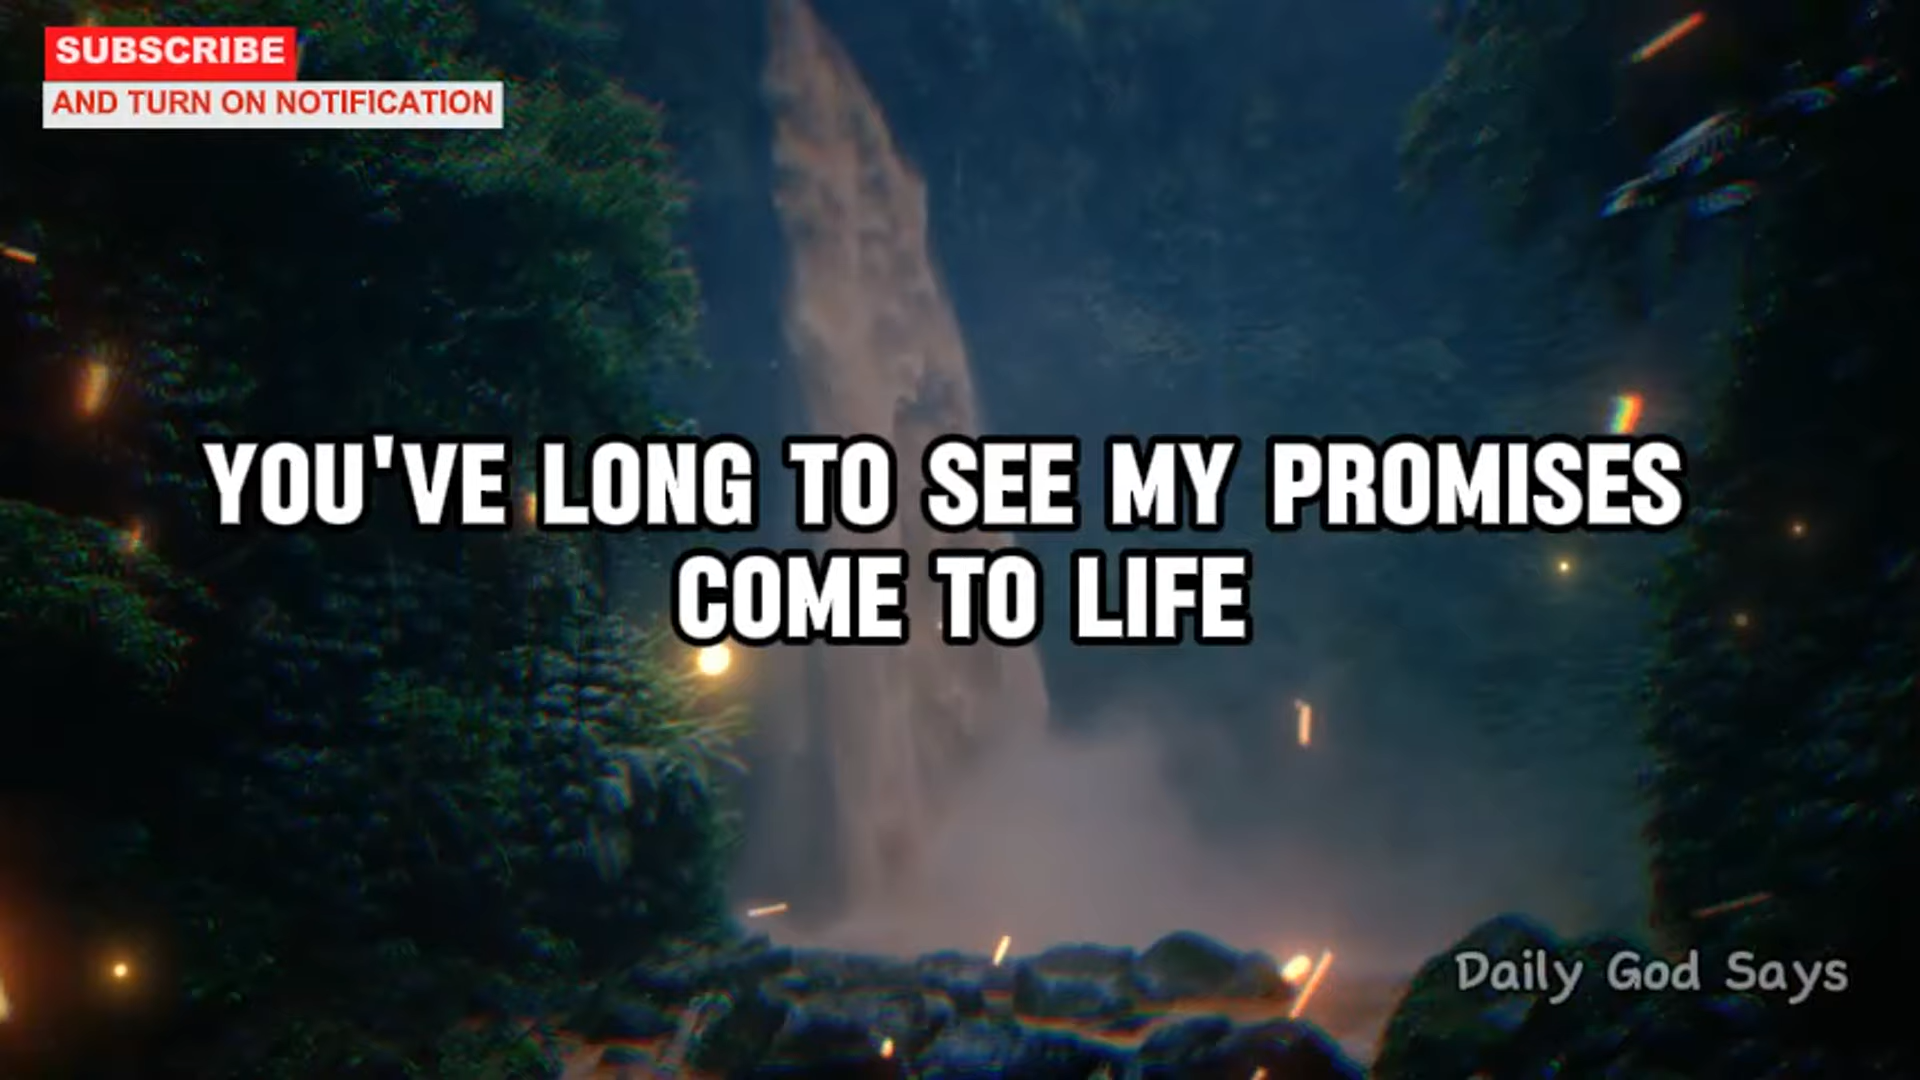 SUBSCRIBE
AND TURN ON NOTIFICATION
YOU'VE LONG TO SEE MY PROMISES
COME TO LIFE
Daily God Says